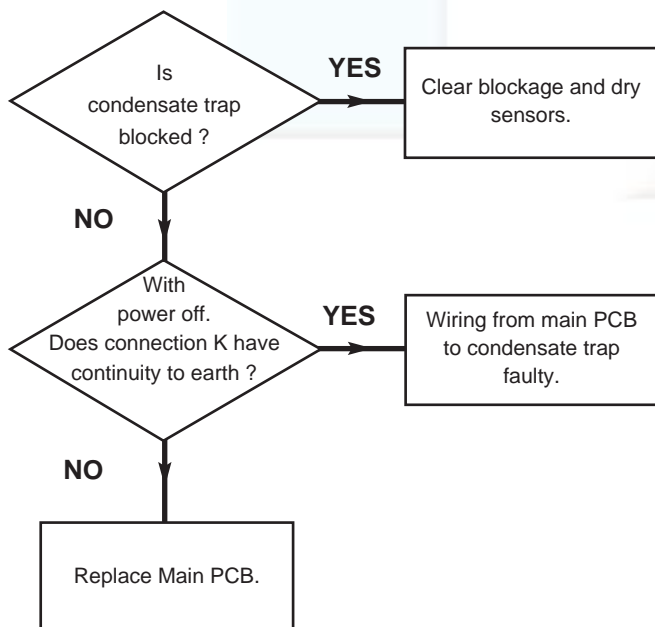 Is
condensate trap
blocked ?
YES
Clear blockage and dry
sensors.
NO
With
power off.
Does connection K have
continuity to earth ?
YES
Wiring from main PCB
to condensate trap
faulty.
NO
Replace Main PCB.